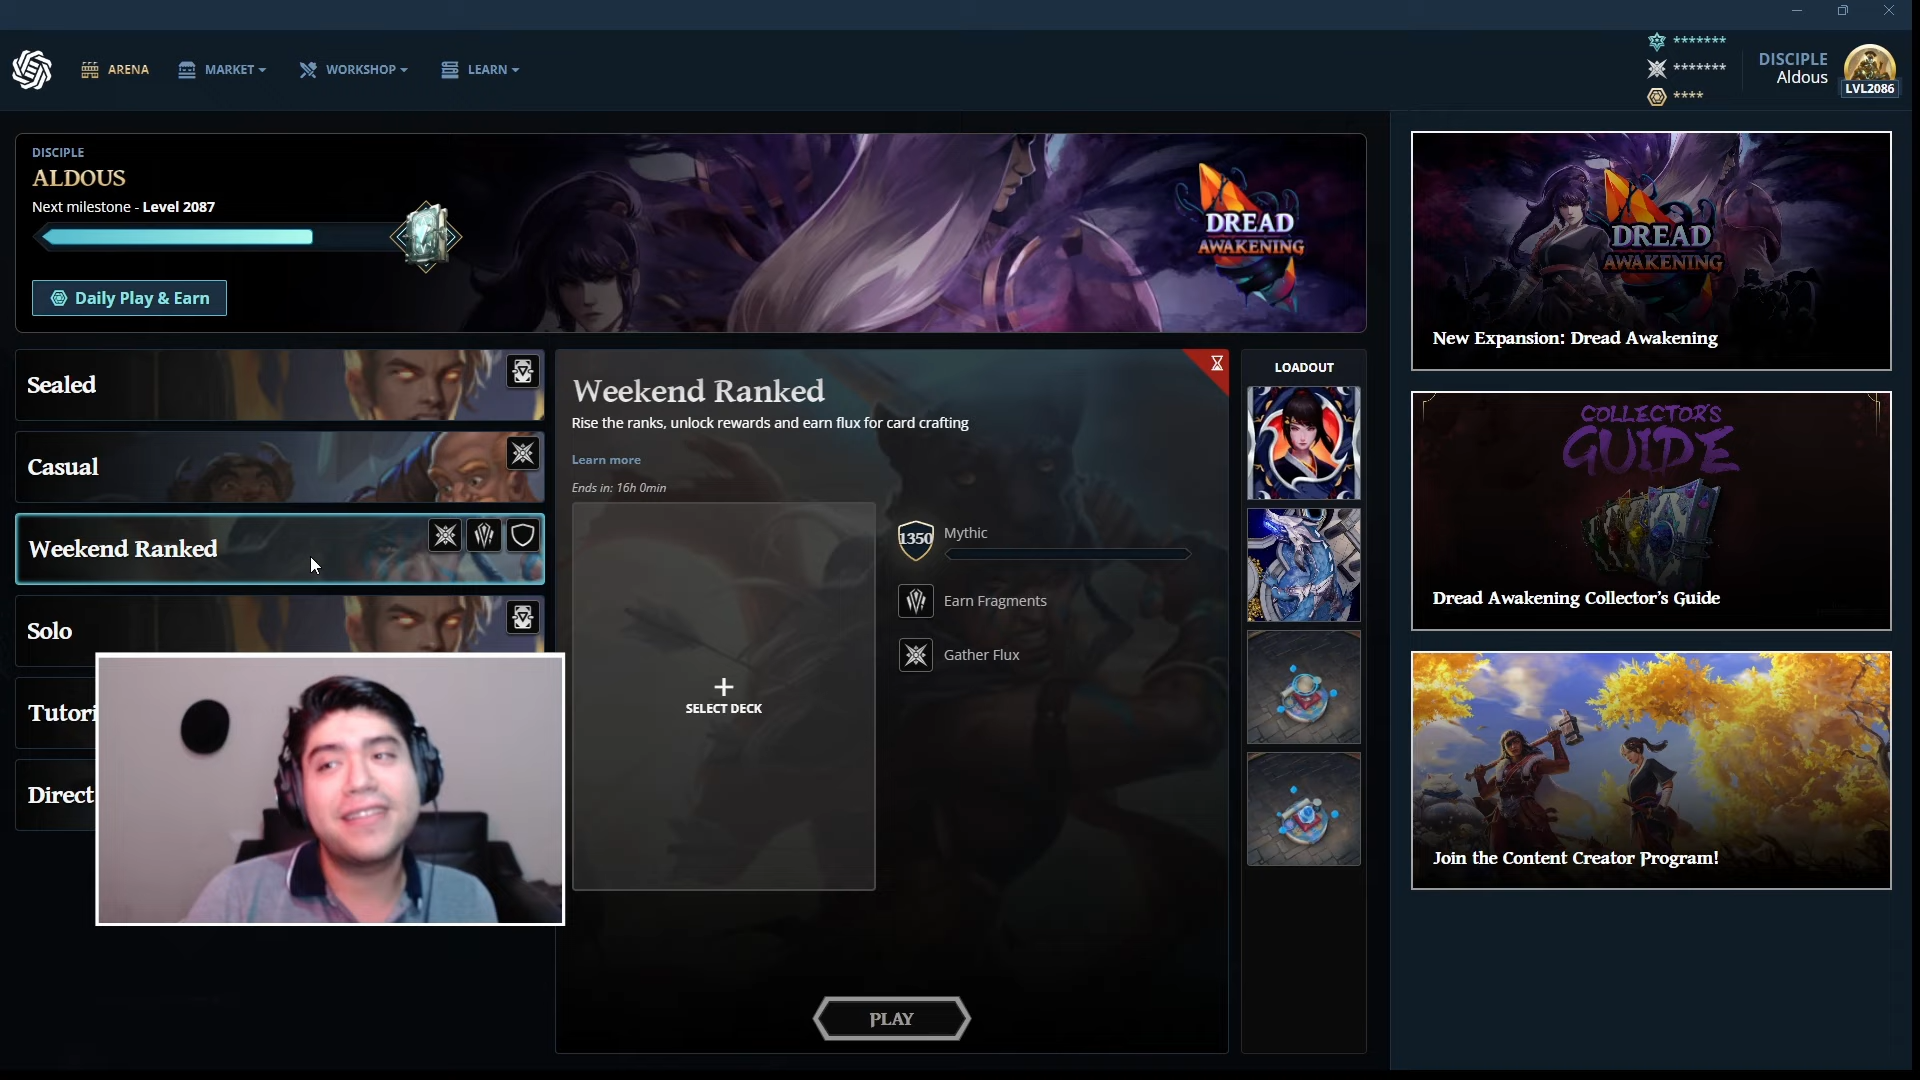 ARENA
MARKET
WORKSHOP
LEARN
*******
*******
****
DISCIPLE
Aldous
LVL2086
DISCIPLE
ALDOUS
Next milestone - Level 2087
Daily Play & Earn
DREAD
AWAKENING
Sealed
Casual
Weekend Ranked
Solo
Tutori
Direct
Weekend Ranked
Rise the ranks, unlock rewards and earn flux for card crafting
Learn more
Ends in: 16h 0min
SELECT DECK
1350
Mythic
Earn Fragments
Gather Flux
PLAY
LOADOUT
DREAD
AWAKENING
New Expansion: Dread Awakening
COLLECTOR'S
GUIDE
Dread Awakening Collector's Guide
Join the Content Creator Program!